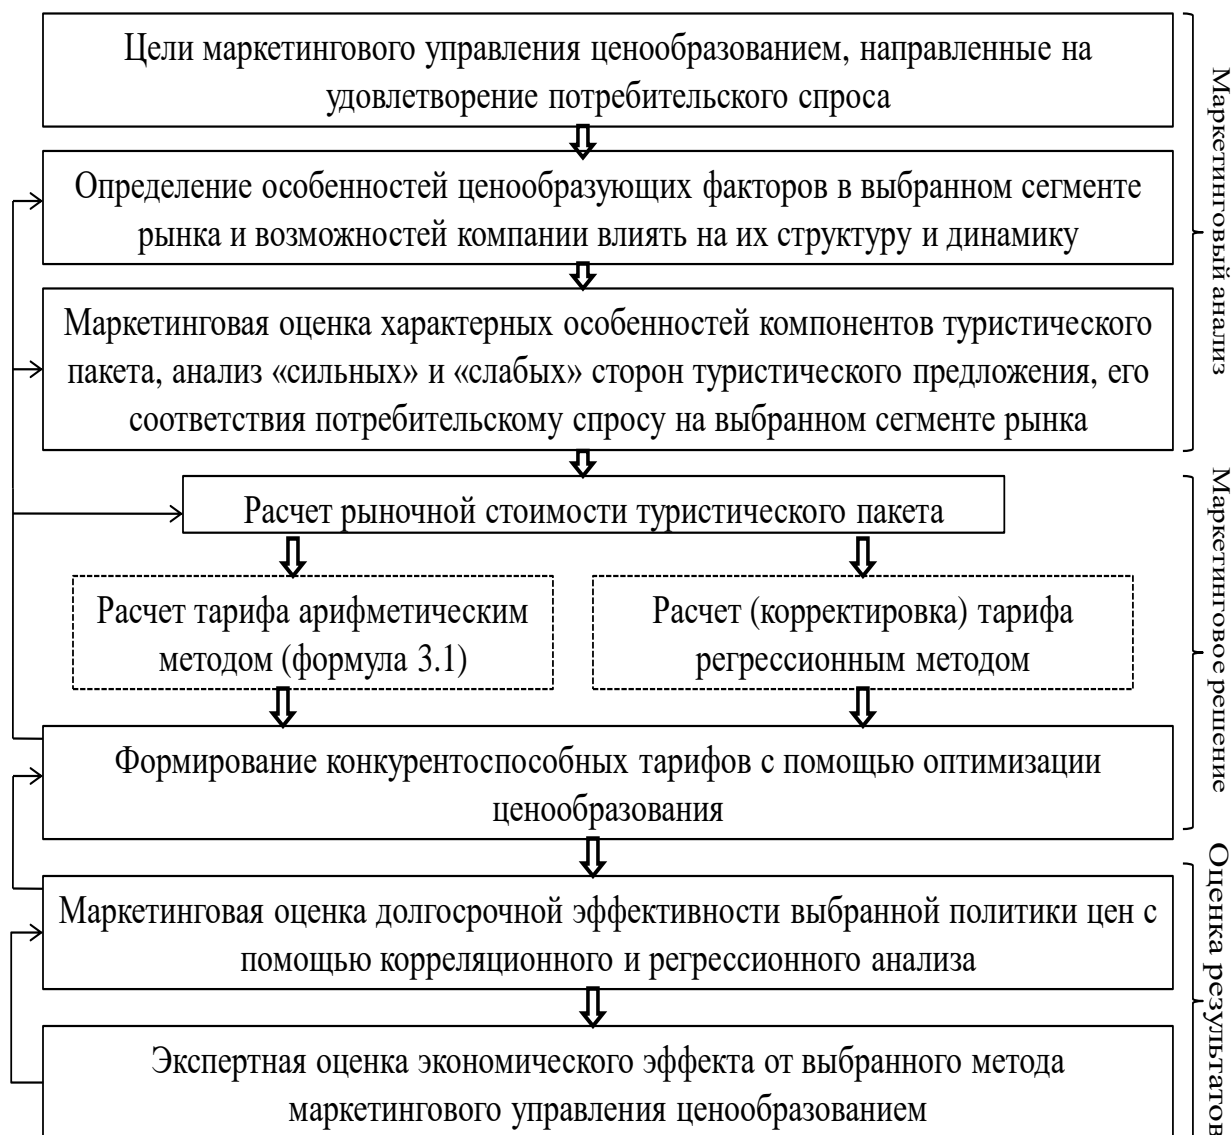 Цели маркетингового управления ценообразованием, направленные на
удовлетворение потребительского спроса
Определение особенностей ценообразующих факторов в выбранном сегменте
рынка и возможностей компании влиять на их структуру и динамику
Маркетинговая оценка характерных особенностей компонентов туристического
пакета, анализ «сильных» и «слабых» сторон туристического предложения, его
соответствия потребительскому спросу на выбранном сегменте рынка
Маркетинговый анализ
Расчет рыночной стоимости туристического пакета
Расчет тарифа арифметическим
методом (формула 3.1)
Расчет (корректировка) тарифа
регрессионным методом
Формирование конкурентоспособных тарифов с помощью оптимизации
ценообразования
Маркетинговое решение
Маркетинговая оценка долгосрочной эффективности выбранной политики цен с
помощью корреляционного и регрессионного анализа
Экспертная оценка экономического эффекта от выбранного метода
маркетингового управления ценообразованием
Оценка результатов